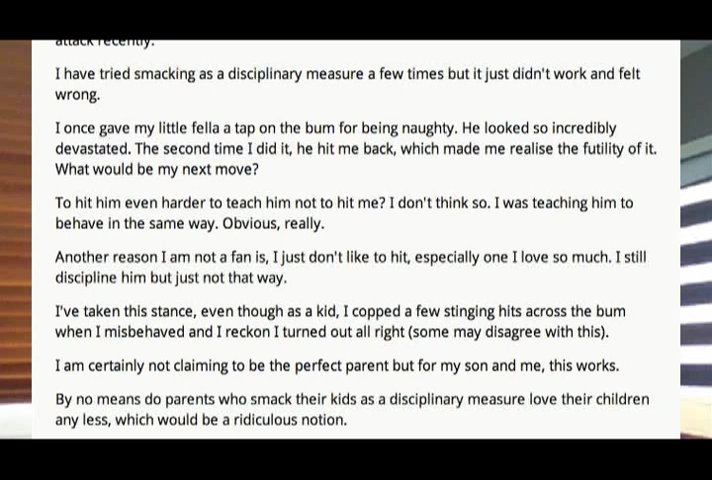 attack recently.
I have tried smacking as a disciplinary measure a few times but it just didn't work and felt
wrong.
I once gave my little fella a tap on the bum for being naughty. He looked so incredibly
devastated. The second time I did it, he hit me back, which made me realise the futility of it.
What would be my next move?
To hit him even harder to teach him not to hit me? I don't think so. I was teaching him to
behave in the same way. Obvious, really.
Another reason I am not a fan is, I just don't like to hit, especially one I love so much. I still
discipline him but just not that way.
I've taken this stance, even though as a kid, I copped a few stinging hits across the bum
when I misbehaved and I reckon I turned out all right (some may disagree with this).
I am certainly not claiming to be the perfect parent but for my son and me, this works.
By no means do parents who smack their kids as a disciplinary measure love their children
any less, which would be a ridiculous notion.